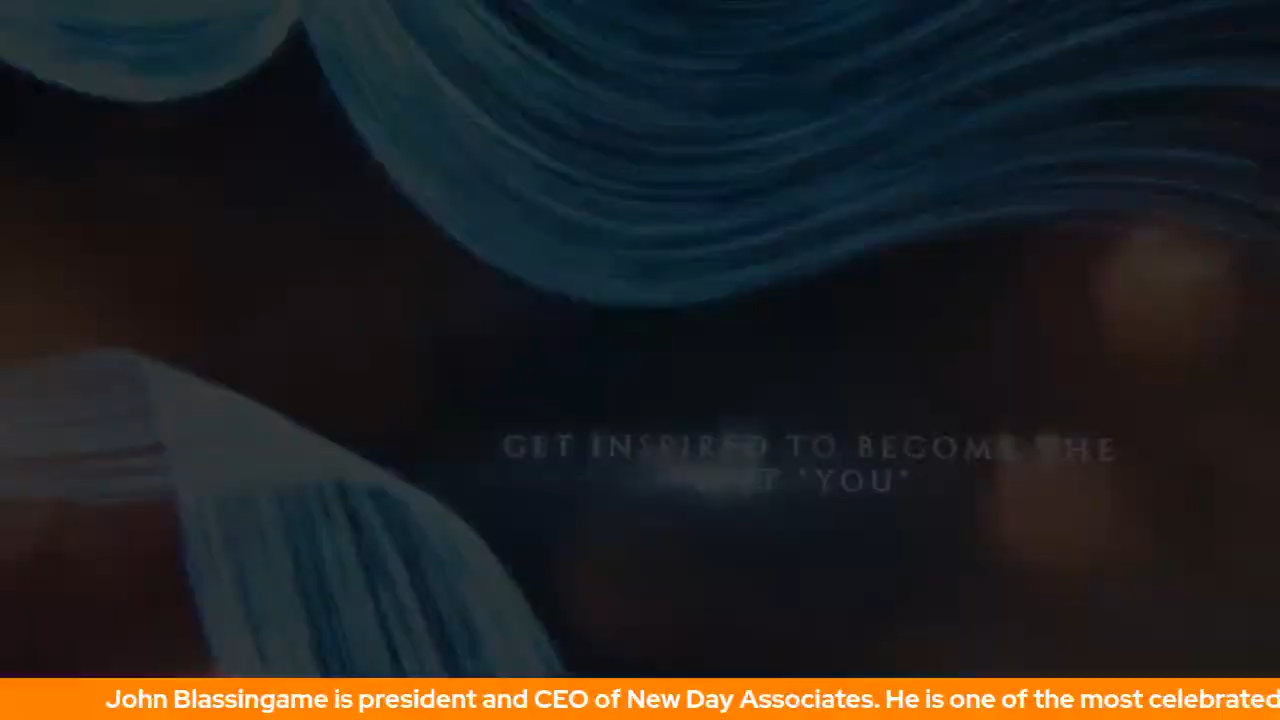 GET INSPIRED TO BECOME THE
"YOU"
John Blassingame is president and CEO of New Day Associates. He is one of the most celebrated